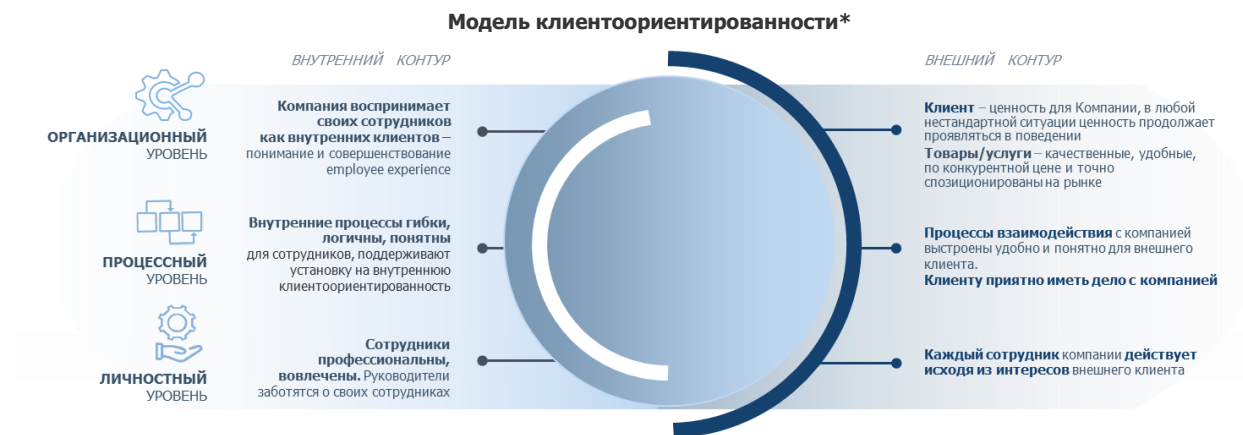 Модель клиентоориентированности*
ВНУТРЕННИЙ КОНТУР
ВНЕШНИЙ КОНТУР
ОРГАНИЗАЦИОННЫЙ
УРОВЕНЬ
Компания воспринимает
своих сотрудников
как внутренних клиентов –
понимание и совершенствование
employee experience
Клиент – ценность для Компании, в любой
нестандартной ситуации ценность продолжает
проявляться в поведении
Товары/услуги – качественные, удобные,
по конкурентной цене и точно
спозиционированы на рынке
ПРОЦЕССНЫЙ
УРОВЕНЬ
Внутренние процессы гибки,
логичны, понятны
для сотрудников, поддерживают
установку на внутреннюю
клиентоориентированность
Процессы взаимодействия с компанией
выстроены удобно и понятно для внешнего
клиента.
Клиенту приятно иметь дело с компанией
ЛИЧНОСТНЫЙ
УРОВЕНЬ
Сотрудники
профессиональны,
вовлечены. Руководители
заботятся о своих сотрудниках
Каждый сотрудник компании действует
исходя из интересов внешнего клиента